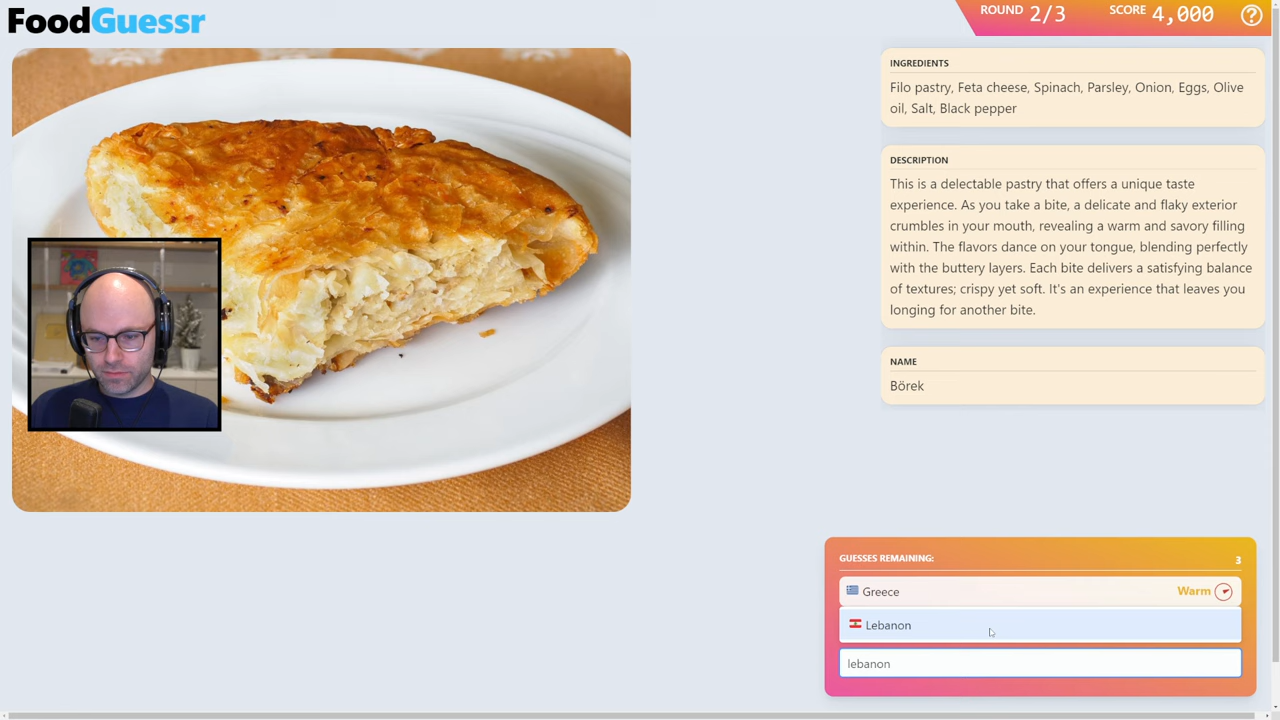 FoodGuessr
ROUND 2/3 SCORE 4,000 ?
INGREDIENTS
Filo pastry, Feta cheese, Spinach, Parsley, Onion, Eggs, Olive
oil, Salt, Black pepper
DESCRIPTION
This is a delectable pastry that offers a unique taste
experience. As you take a bite, a delicate and flaky exterior
crumbles in your mouth, revealing a warm and savory filling
within. The flavors dance on your tongue, blending perfectly
with the buttery layers. Each bite delivers a satisfying balance
of textures; crispy yet soft. It's an experience that leaves you
longing for another bite.
NAME
Börek
GUESSES REMAINING: 3
Greece Warm
Lebanon
lebanon